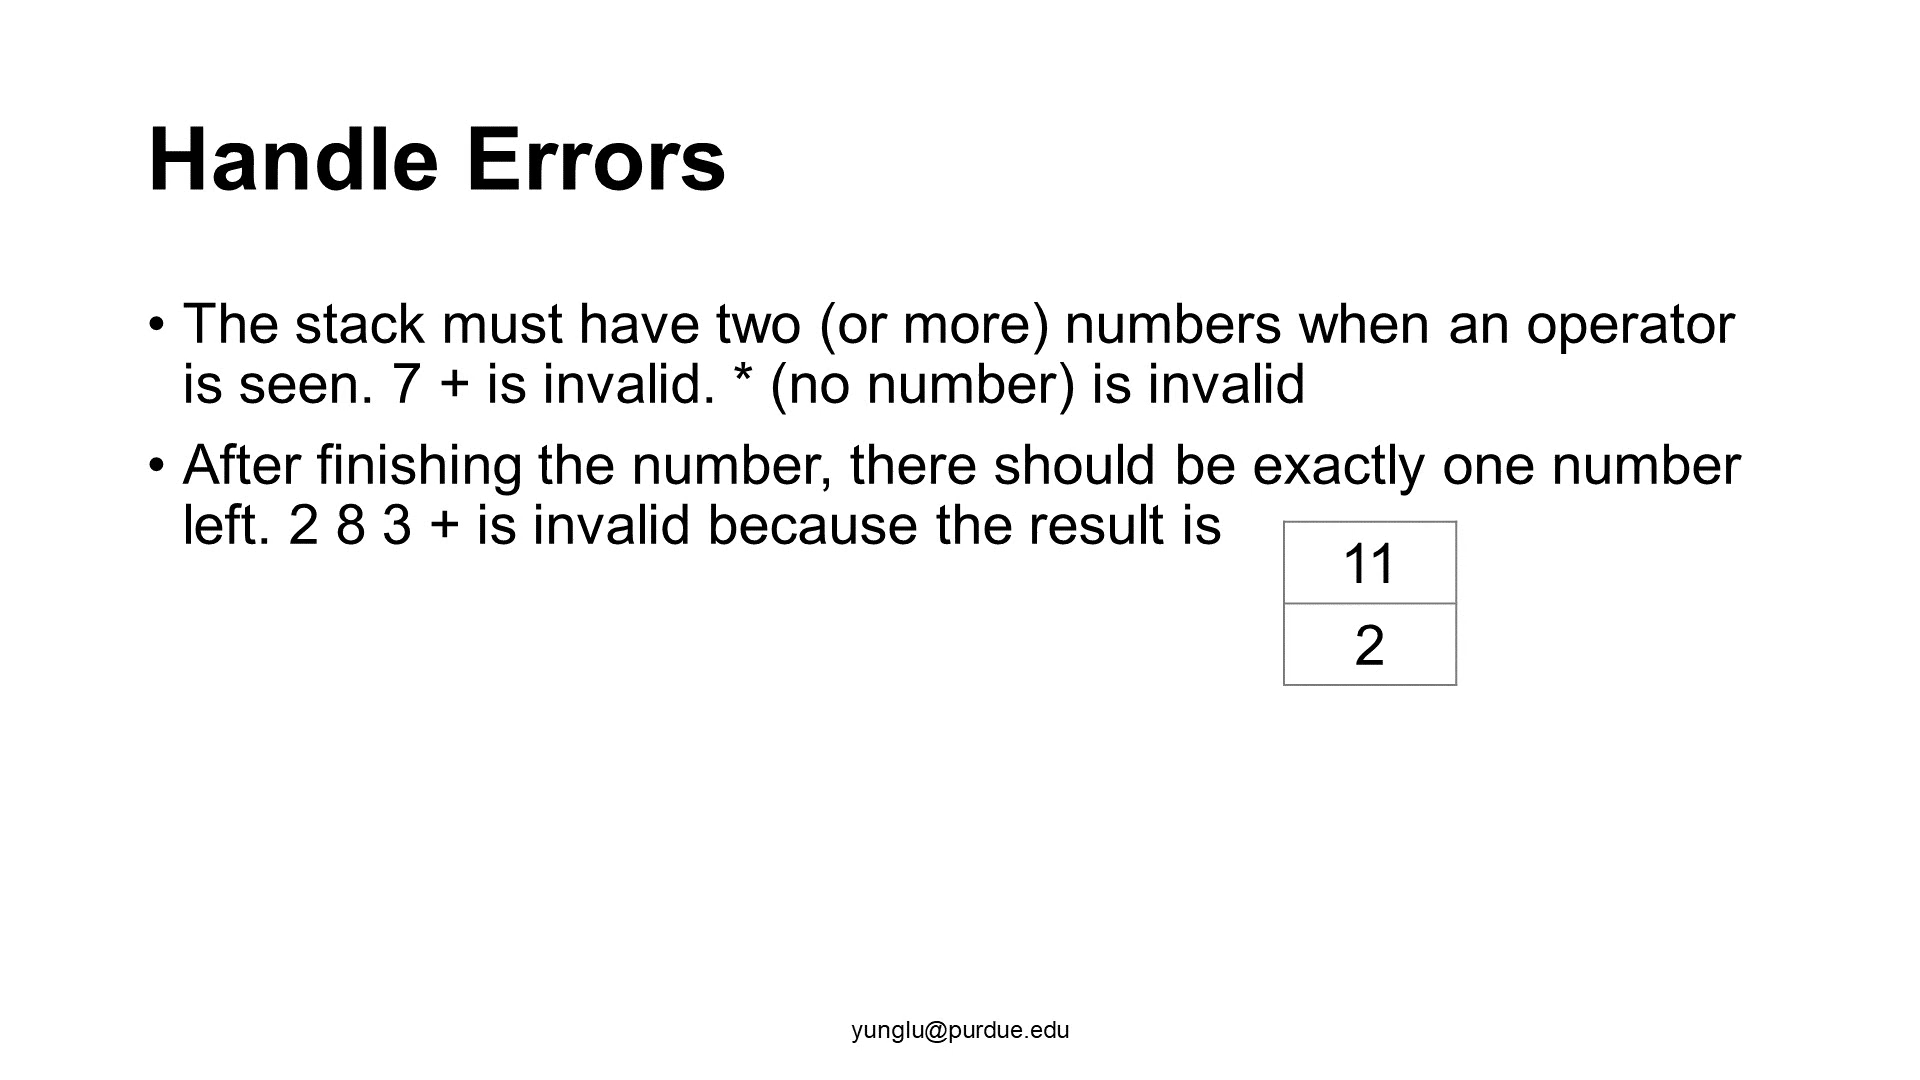 Handle Errors
• The stack must have two (or more) numbers when an operator
is seen. 7 + is invalid. * (no number) is invalid
• After finishing the number, there should be exactly one number
left. 2 8 3 + is invalid because the result is
11
2
yunglu@purdue.edu